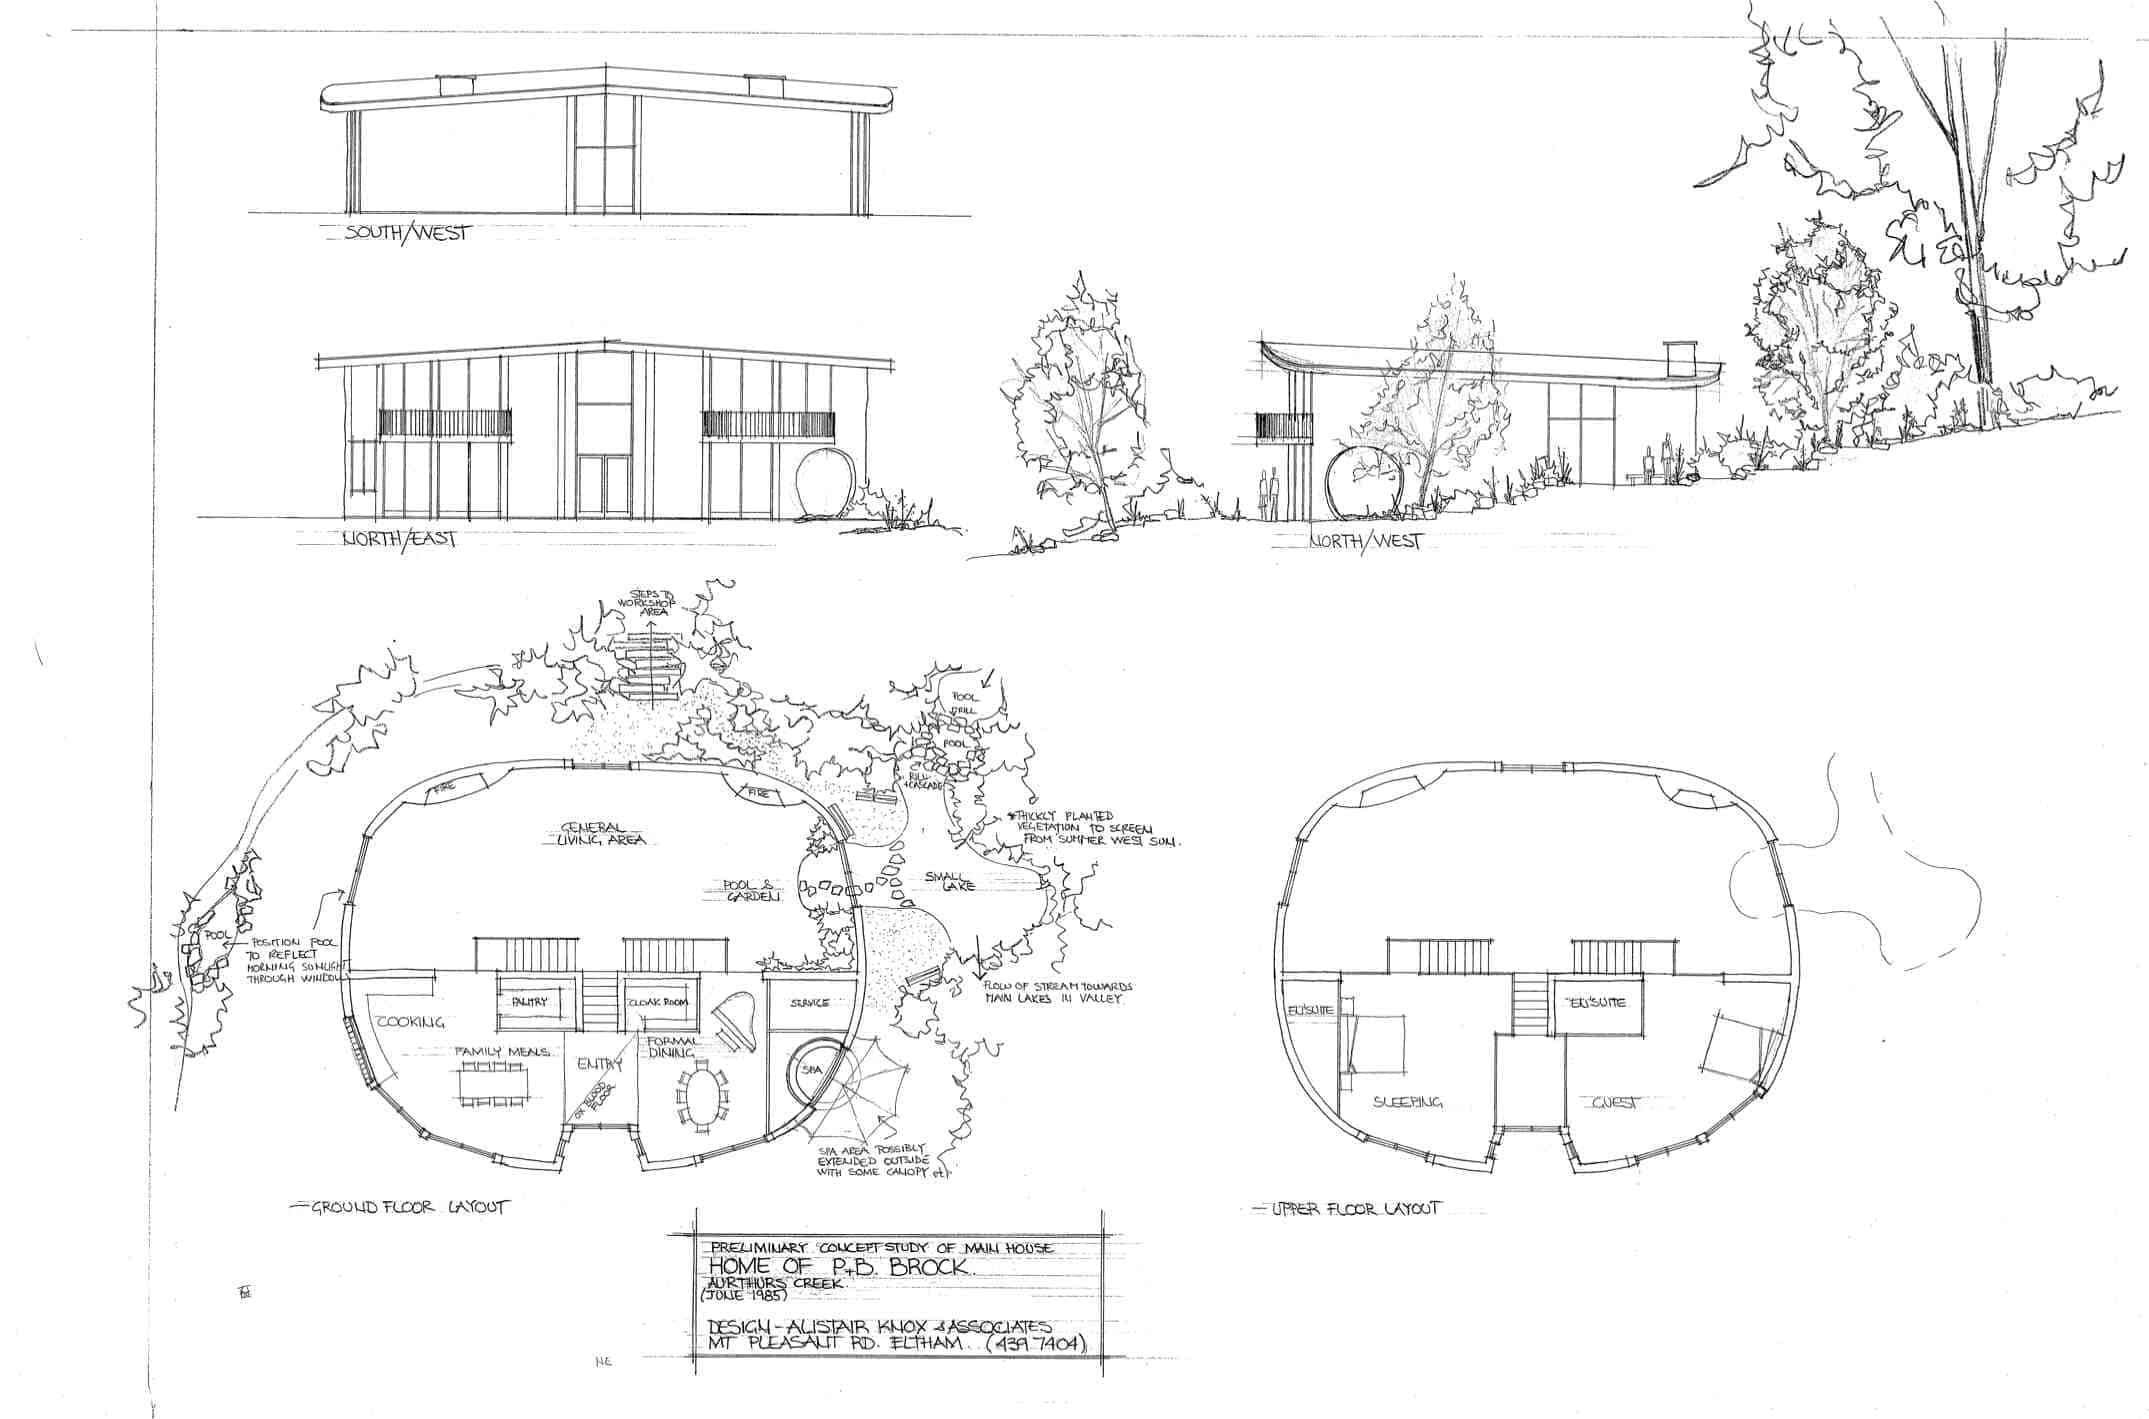 SOUTH/WEST
NORTH/EAST
NORTH/WEST
STEPS TO
WORKSHOP
AREA
POOL
RILL
POOL
RILL
+CASCADE
FIRE
FIRE
GENERAL
LIVING AREA
*THICKLY PLANTED
VEGETATION TO SCREEN
FROM SUMMER WEST SUN.
POOL &
GARDEN
SMALL
LAKE
POOL
POSITION POOL
TO REFLECT
MORNING SUNLIGHT
THROUGH WINDOW
FLOW OF STREAM TOWARDS
MAIN LAKES IN VALLEY.
PANTRY
CLOAK ROOM
SERVICE
COOKING
FAMILY MEALS
ENTRY
FORMAL
DINING
OX BLOOD
FLOOR
SPA
SPA AREA POSSIBLY
EXTENDED OUTSIDE
WITH SOME CANOPY etc.
EN'SUITE
EN'SUITE
SLEEPING
GUEST
—GROUND FLOOR LAYOUT
—UPPER FLOOR LAYOUT
PRELIMINARY CONCEPT STUDY OF MAIN HOUSE
HOME OF P+B. BROCK.
AURTHURS CREEK.
(JUNE 1985)
DESIGN-ALISTAIR KNOX & ASSOCIATES
MT PLEASANT RD. ELTHAM. (439 7404)
NE